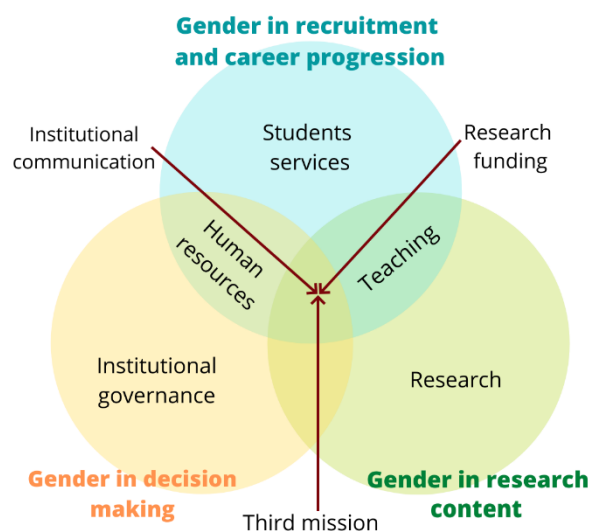 Gender in recruitment
and career progression
Institutional
communication
Students
services
Research
funding
Human
resources
Teaching
Institutional
governance
Research
Gender in decision
making
Gender in research
content
Third mission